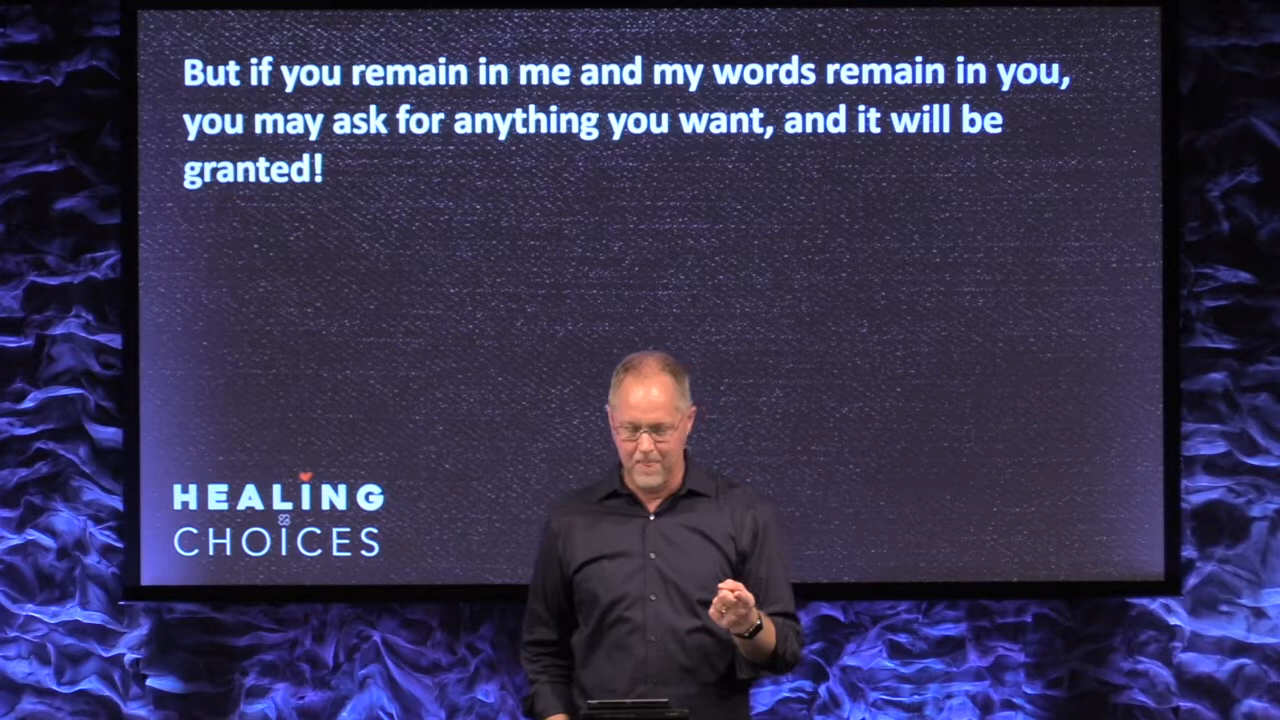 But if you remain in me and my words remain in you,
you may ask for anything you want, and it will be
granted!
HEALING
CHOICES